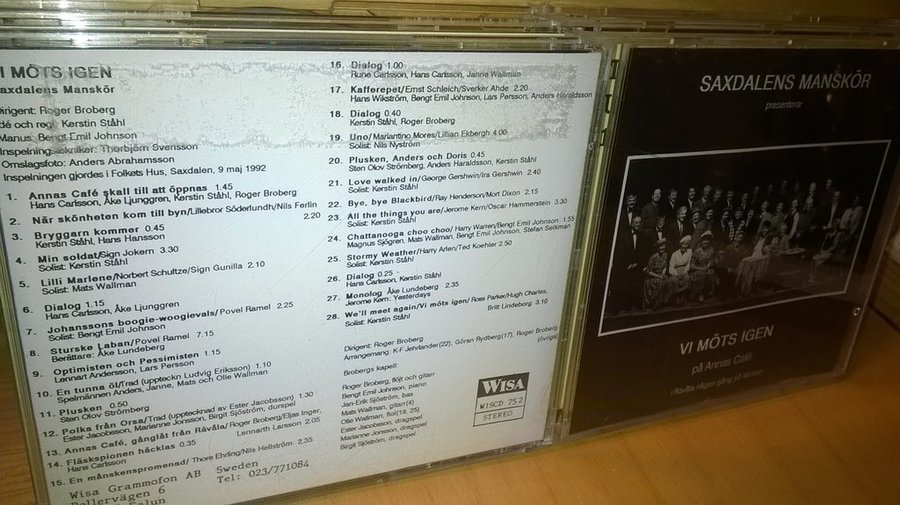 I MÖTS IGEN
axdalens Manskör
Dirigent: Roger Broberg
dé och regi: Kerstin Ståhl
Manus: Bengt Emil Johnson
Inspelningstekniker: Thorbjörn Svensson
Omslagsfoto: Anders Abrahamsson
Inspelningen gjordes i Folkets Hus, Saxdalen, 9 maj 1992
1. Annas Café skall till att öppnas 1.45
Hans Carlsson, Åke Ljunggren, Kerstin Ståhl, Roger Broberg
2. När skönheten kom till byn/Lillebror Söderlundh/Nils Ferlin 2.20
3. Bryggarn kommer 0.45
Kerstin Ståhl, Hans Hansson
4. Min soldat/Sign Jokern 3.30
Solist: Kerstin Ståhl
5. Lilli Marlene/Norbert Schultze/Sign Gunilla 2.10
Solist: Mats Wallman
6. Dialog 1.15
Hans Carlsson, Åke Ljunggren
7. Johanssons boogie-woogievals/Povel Ramel 2.25
Solist: Bengt Emil Johnson
8. Sturske Laban/Povel Ramel 7.15
Berättare: Åke Lundeberg
9. Optimisten och Pessimisten 1.15
Lennart Andersson, Lars Persson
10. En tunna öl/Trad (uppteckn Ludvig Eriksson) 1.10
Spelmännen Anders, Janne, Mats och Olle Wallman
11. Plusken 0.50
Sten Olov Strömberg
12. Polka från Orsa/Trad (upptecknad av Ester Jacobsson) 1.30
Ester Jacobsson, Marianne Jonsson, Birgit Sjöström, durspel
13. Annas Café, gånglåt från Rävåla/Roger Broberg/Eljas Inger,
Lennarth Larsson 2.05
14. Fläskspionen häcklas 0.35
Hans Carlsson
15. En månskenspromenad/Thore Ehrling/Nils Hellström 2.35
Wisa Grammofon AB Sweden
Pellervägen 6 Tel: 023/771084
Falun
16. Dialog 1.00
Rune Carlsson, Hans Carlsson, Janne Wallman
17. Kafferepet/Ernst Schleich/Sverker Ahde 2.20
Hans Wikström, Bengt Emil Johnson, Lars Persson, Anders Haraldsson
18. Dialog 0.40
Kerstin Ståhl, Roger Broberg
19. Uno/Mariantino Mores/Lillian Ekbergh 4.00
Solist: Nils Nyström
20. Plusken, Anders och Doris 0.45
Sten Olov Strömberg, Anders Haraldsson, Kerstin Ståhl
21. Love walked in/George Gershwin/Ira Gershwin 2.40
Solist: Kerstin Ståhl
22. Bye, bye Blackbird/Ray Henderson/Mort Dixon 2.15
23. All the things you are/Jerome Kern/Oscar Hammerstein 3.30
Solist: Kerstin Ståhl
24. Chattanooga choo choo/Harry Warren/Bengt Emil Johnson 1.55
Magnus Sjögren, Mats Wallman, Bengt Emil Johnson, Stefan Selkman
25. Stormy Weather/Harry Arlen/Ted Koehler 2.50
Solist: Kerstin Ståhl
26. Dialog 0.25
Hans Carlsson, Kerstin Ståhl
27. Monolog Åke Lundeberg 2.35
Jerome Kern: Yesterdays
28. We'll meet again/Vi möts igen/Ross Parker/Hugh Charles,
Solist: Kerstin Ståhl Britt Lindeborg 3.10
Dirigent: Roger Broberg
Arrangemang: K-F Jehrlander(22), Göran Rydberg(17), Roger Broberg
(övriga)
Brobergs kapell:
Roger Broberg, flöjt och gitarr
Bengt Emil Johnson, piano
Jan-Erik Sjöström, bas
Mats Wallman, gitarr(4)
Olle Wallman, fiol(19, 25)
Ester Jacobsson, dragspel
Marianne Jonsson, dragspel
Birgit Sjöström, dragspel
WISA
WISCD 752
STEREO
SAXDALENS MANSKÖR
presenterar
VI MÖTS IGEN
på Annas Café
i Rävåla någon gång på 40-talet